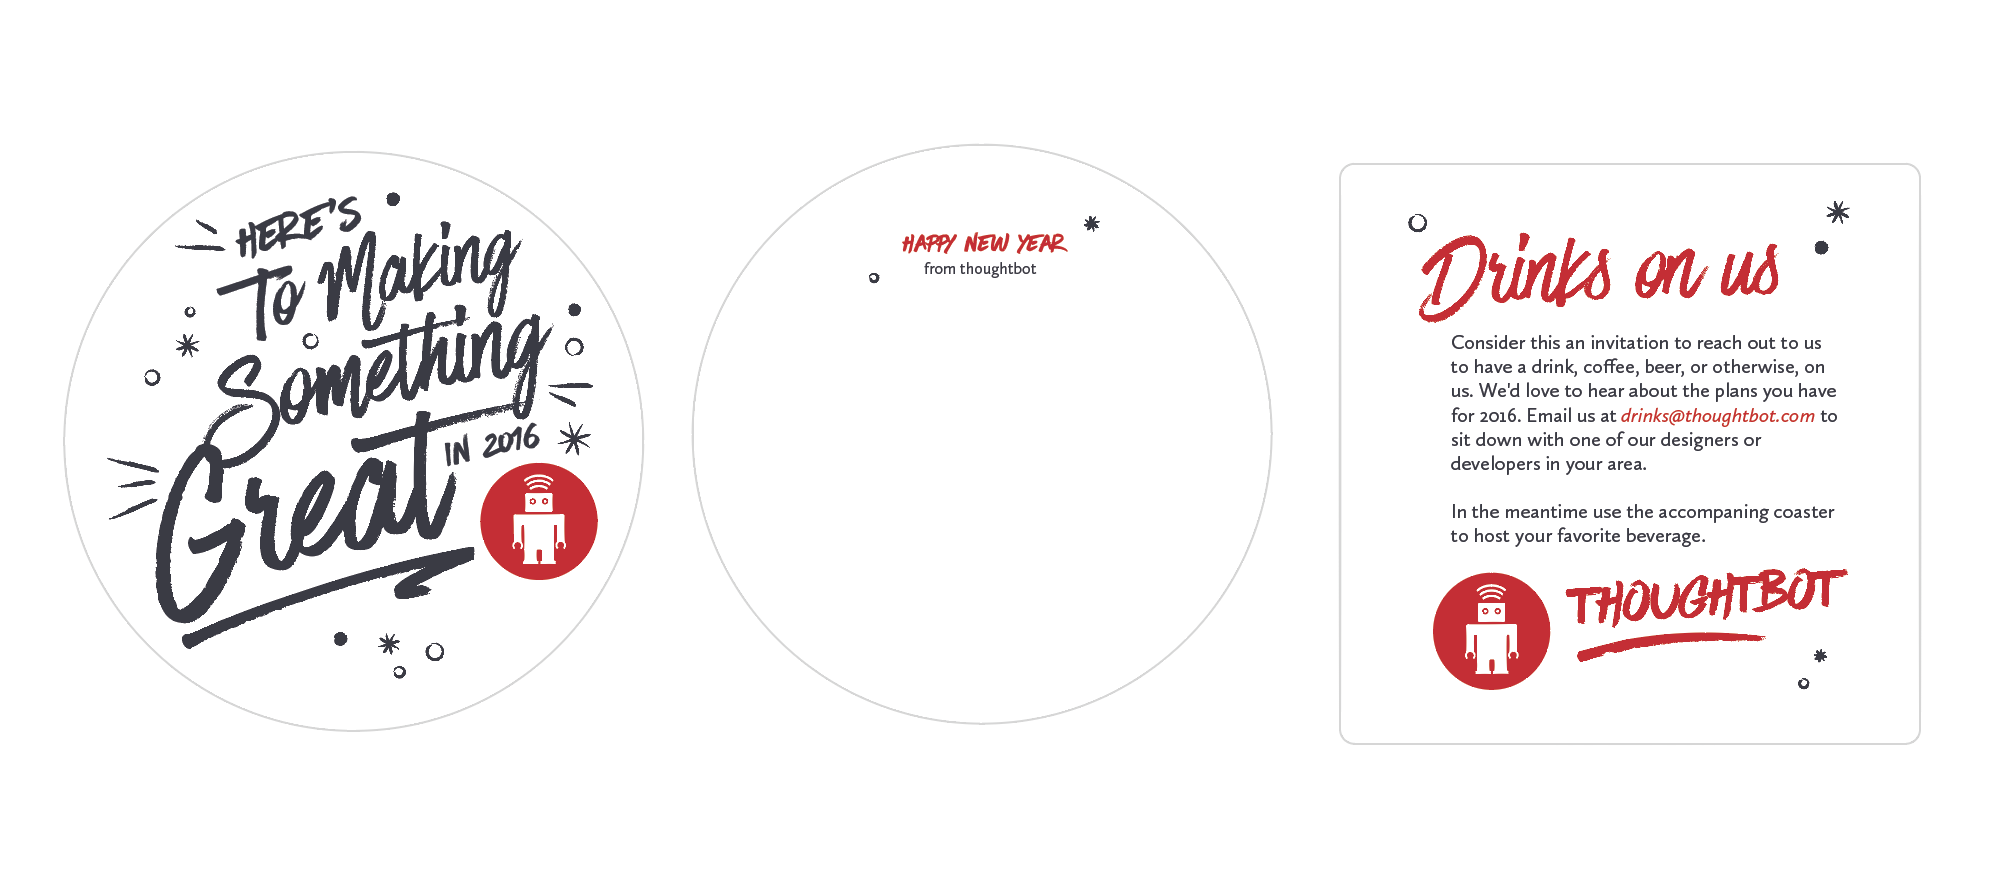 HERE'S
To Making
Something
Great
IN 2016
HAPPY NEW YEAR
from thoughtbot
Drinks on us
Consider this an invitation to reach out to us
to have a drink, coffee, beer, or otherwise, on
us. We'd love to hear about the plans you have
for 2016. Email us at drinks@thoughtbot.com to
sit down with one of our designers or
developers in your area.
In the meantime use the accompaning coaster
to host your favorite beverage.
THOUGHTBOT